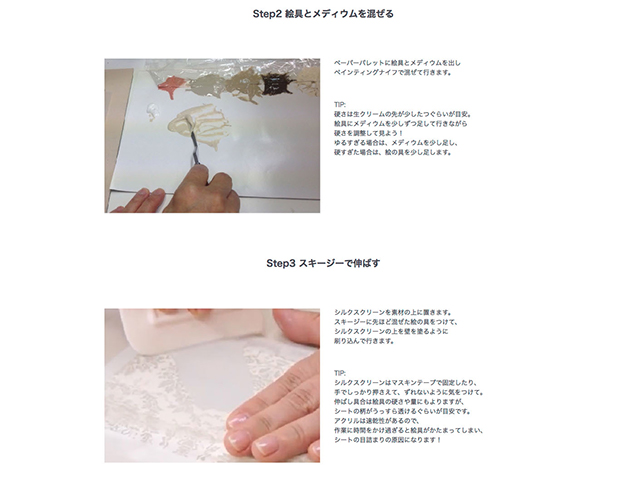 Step2 絵具とメディウムを混ぜる
ペーパーパレットに絵具とメディウムを出し
ペインティングナイフで混ぜて行きます。
TIP:
硬さは生クリームの先が少したつぐらいが目安。
絵具にメディウムを少しずつ足して行きながら
硬さを調整して見よう！
ゆるすぎる場合は、メディウムを少し足し、
硬すぎた場合は、絵の具を少し足します。
Step3 スキージーで伸ばす
シルクスクリーンを素材の上に置きます。
スキージーに先ほど混ぜた絵の具をつけて、
シルクスクリーンの上を壁を塗るように
刷り込んで行きます。
TIP:
シルクスクリーンはマスキンテープで固定したり、
手でしっかり押さえて、ずれないように気をつけて。
伸ばし具合は絵具の硬さや量にもよりますが、
シートの柄がうっすら透けるぐらいが目安です。
アクリルは速乾性があるので、
作業に時間をかけ過ぎると絵具がかたまってしまい、
シートの目詰まりの原因になります！